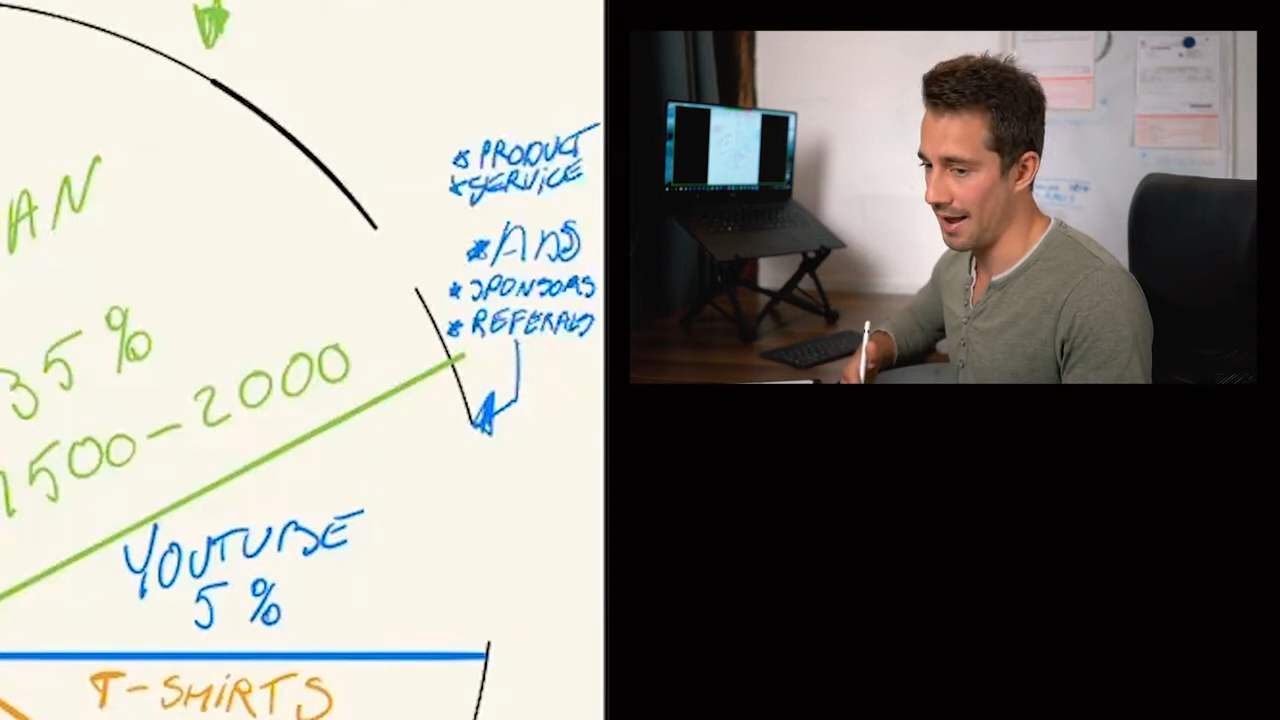 * PRODUCT
* SERVICE
AN
* ADS
* SPONSORS
* REFERALS
35 %
1500-2000
YOUTUBE
5 %
T-SHIRTS